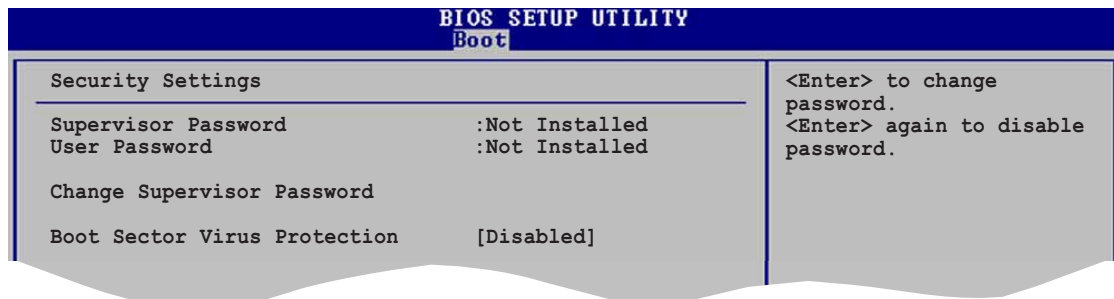 BIOS SETUP UTILITY
Boot
Security Settings
Supervisor Password :Not Installed
User Password :Not Installed
Change Supervisor Password
Boot Sector Virus Protection [Disabled]
<Enter> to change
password.
<Enter> again to disable
password.